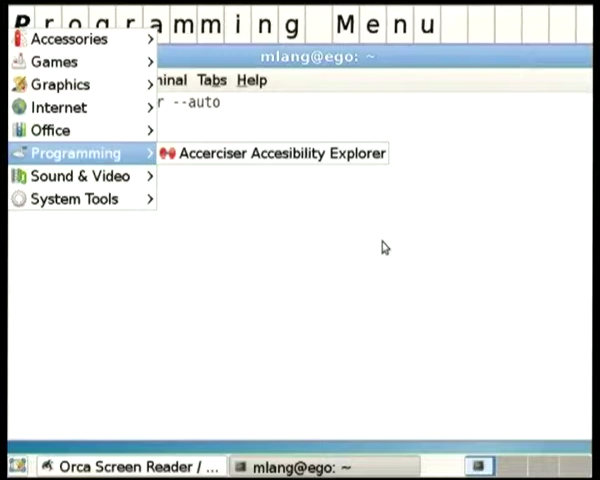 Programming Menu
Accessories
mlang@ego: ~
Games
Tabs Help
Graphics
r --auto
Internet
Office
Programming
Accerciser Accesibility Explorer
Sound & Video
System Tools
Orca Screen Reader / ...
mlang@ego: ~